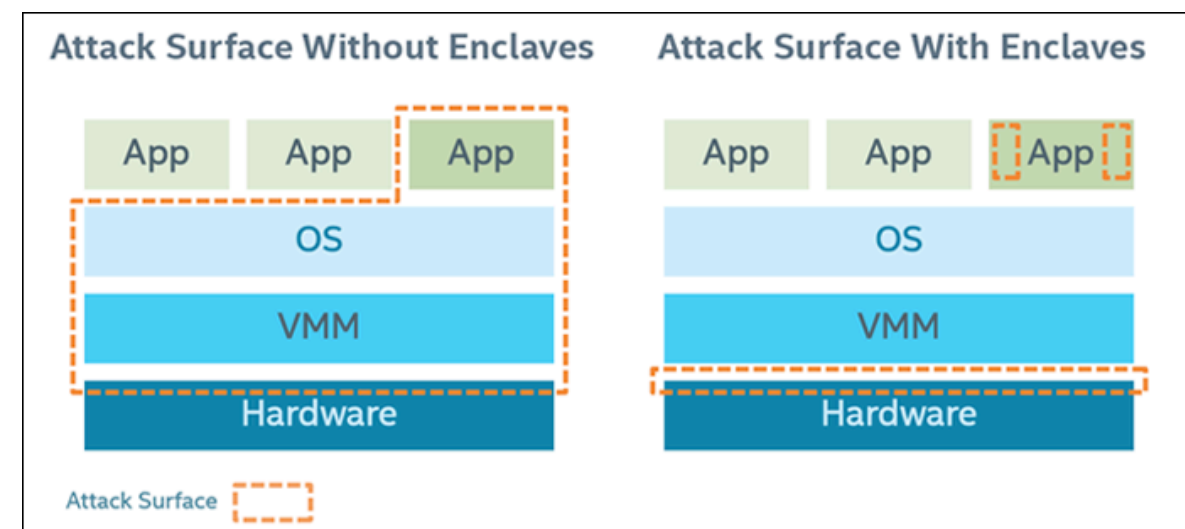 Attack Surface Without Enclaves
App App App
OS
VMM
Hardware
Attack Surface
Attack Surface With Enclaves
App App App
OS
VMM
Hardware